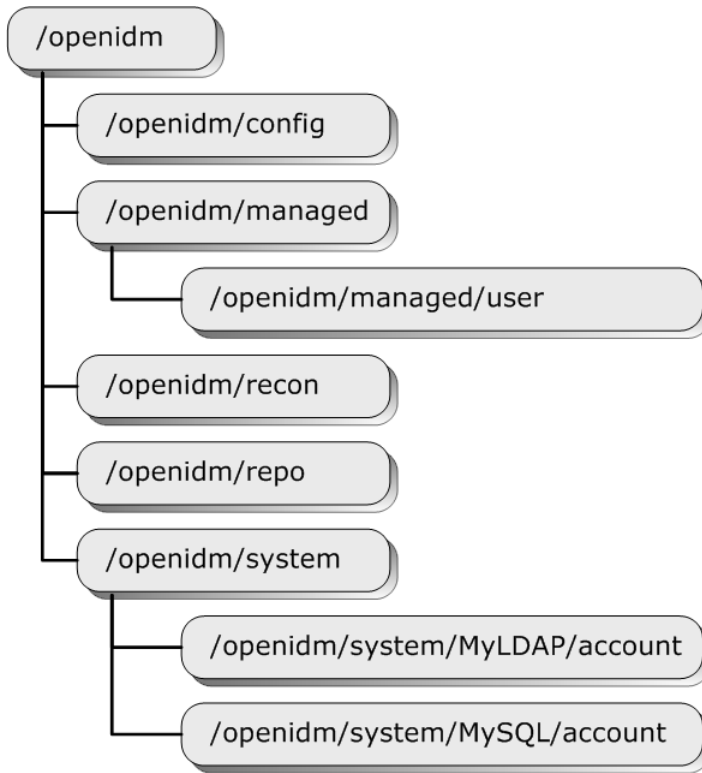 /openidm
/openidm/config
/openidm/managed
/openidm/managed/user
/openidm/recon
/openidm/repo
/openidm/system
/openidm/system/MyLDAP/account
/openidm/system/MySQL/account